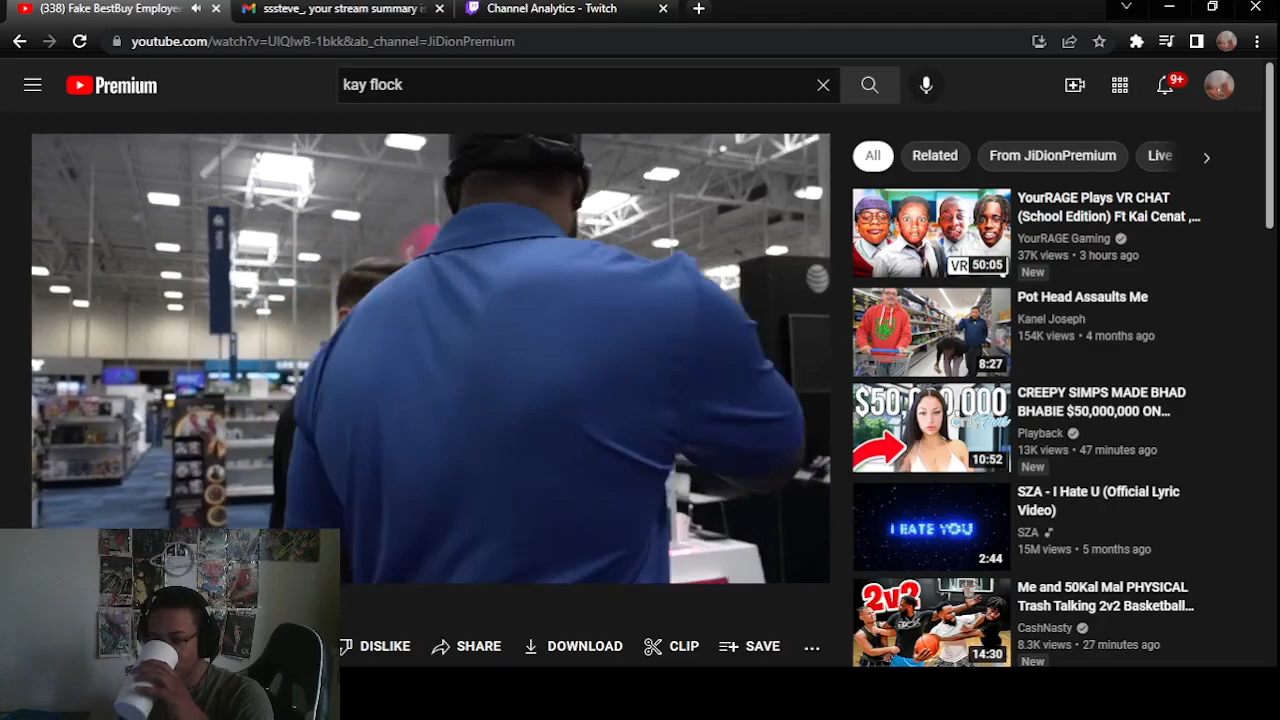 (338) Fake BestBuy Employee
sssteve_, your stream summary is
Channel Analytics - Twitch
youtube.com/watch?v=UlQlwB-1bkk&ab_channel=JiDionPremium
Premium
kay flock
9+
All
Related
From JiDionPremium
Live
YourRAGE Plays VR CHAT
(School Edition) Ft Kai Cenat ,...
YourRAGE Gaming
37K views • 3 hours ago
New
VR 50:05
Pot Head Assaults Me
Kanel Joseph
154K views • 4 months ago
8:27
CREEPY SIMPS MADE BHAD
BHABIE $50,000,000 ON...
Playback
13K views • 47 minutes ago
New
$50,000,000
10:52
SZA - I Hate U (Official Lyric
Video)
SZA
15M views • 5 months ago
I HATE YOU
2:44
Me and 50Kal Mal PHYSICAL
Trash Talking 2v2 Basketball...
CashNasty
8.3K views • 27 minutes ago
New
2v2
14:30
DISLIKE
SHARE
DOWNLOAD
CLIP
SAVE